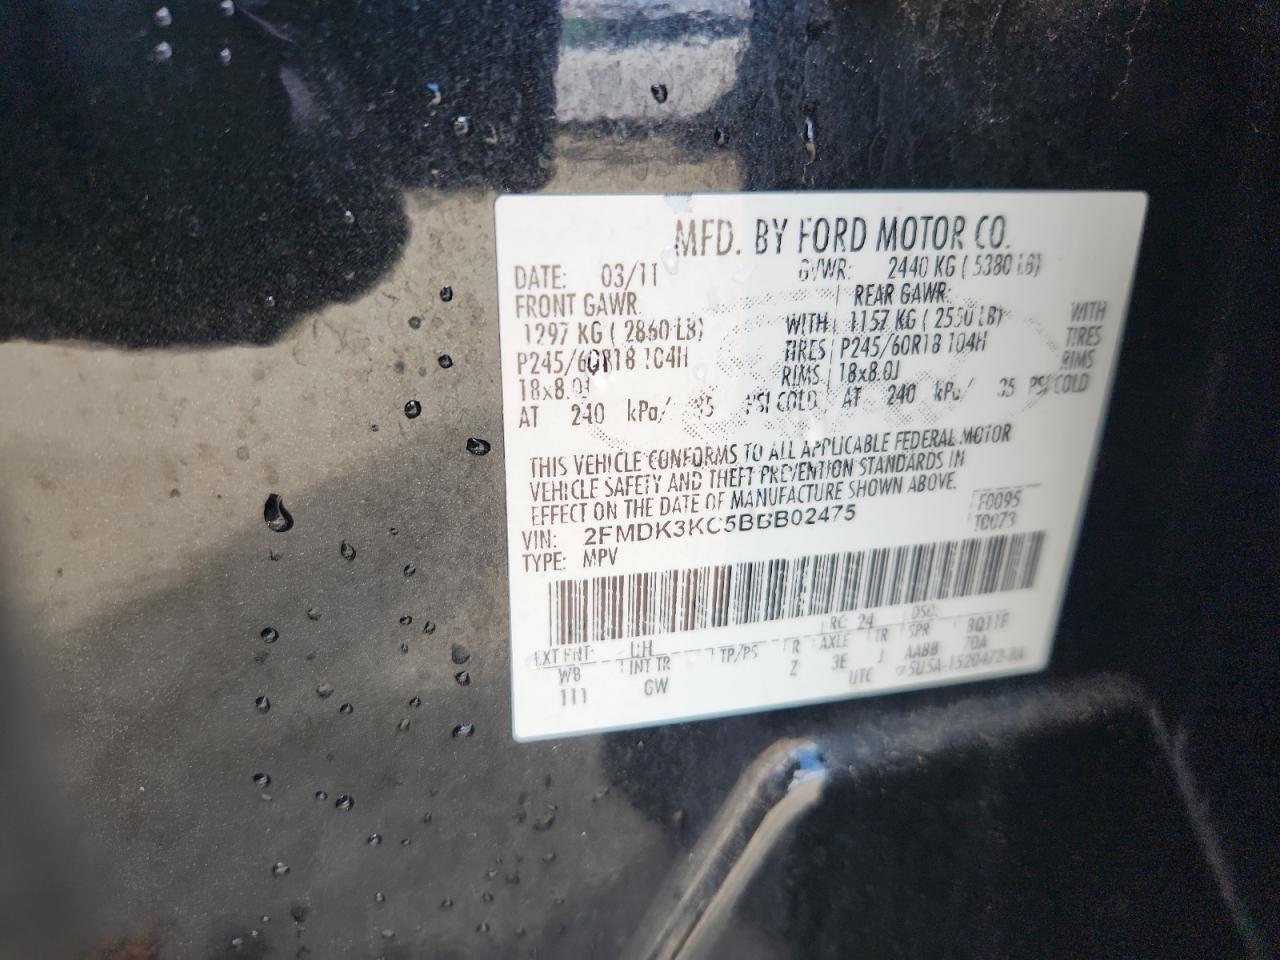 MFD. BY FORD MOTOR CO.
DATE: 03/11 GVWR: 2440 KG ( 5380 LB)
FRONT GAWR: REAR GAWR:
1297 KG ( 2860 LB) WITH 1157 KG ( 2550 LB) WITH
P245/60R18 104H TIRES P245/60R18 104H TIRES
18x8.0J RIMS 18x8.0J RIMS
AT 240 kPa/ 35 PSI COLD AT 240 kPa/ 35 PSI COLD
THIS VEHICLE CONFORMS TO ALL APPLICABLE FEDERAL MOTOR
VEHICLE SAFETY AND THEFT PREVENTION STANDARDS IN
EFFECT ON THE DATE OF MANUFACTURE SHOWN ABOVE.
VIN: 2FMDK3KC5BBB02475 F0095
TYPE: MPV T0073
EXT PNT: UH RC: 24 DSO:
WB INT TR TP/PS R AXLE TR SPR
111 GW Z 3E J AABB 70A
UTC